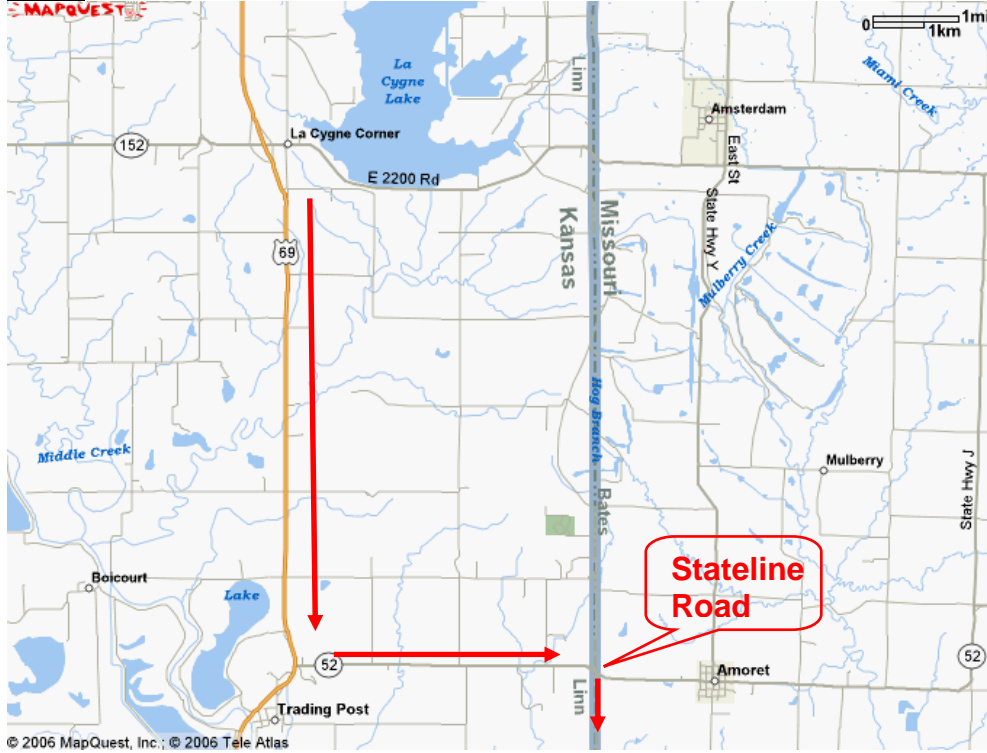 MAPQUEST
0 1mi
1km
La
Cygne
Lake
Linn
Miami Creek
Amsterdam
La Cygne Corner
152
East St
E 2200 Rd
State Hwy Y
Missouri
Kansas
69
Mulberry Creek
Hog Branch
Middle Creek
Mulberry
Bates
State Hwy J
Stateline
Road
Boicourt
Lake
52
52
Amoret
Linn
Trading Post
© 2006 MapQuest, Inc.; © 2006 Tele Atlas